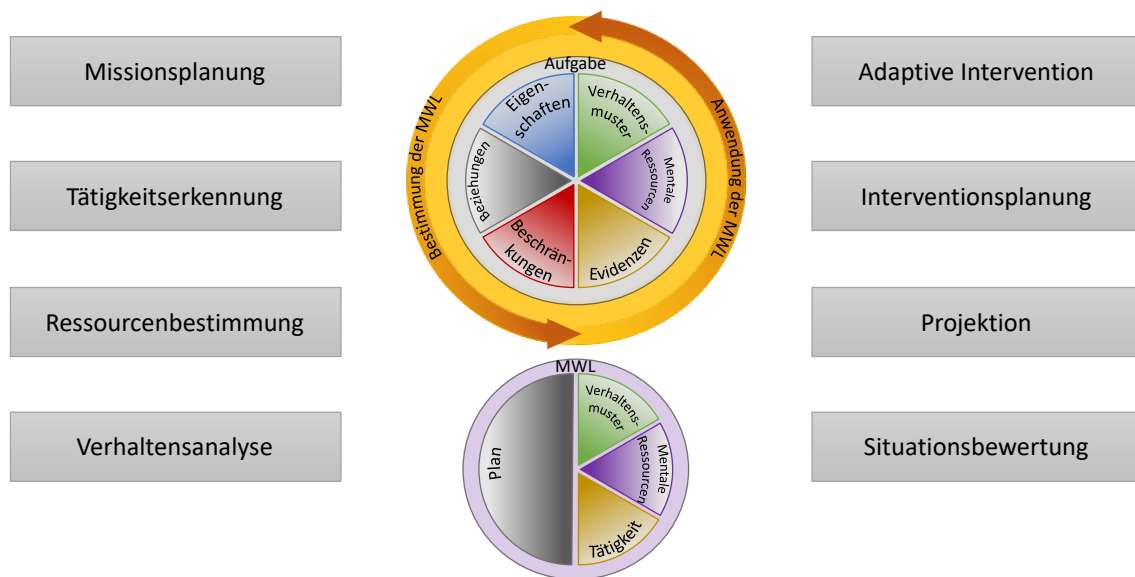 Missionsplanung
Tätigkeitserkennung
Ressourcenbestimmung
Verhaltensanalyse
Bestimmung der MWL
Anwendung der MWL
Aufgabe
Eigen-
schaften
Verhaltens-
muster
Beziehungen
Mentale
Ressourcen
Beschrän-
kungen
Evidenzen
MWL
Plan
Verhaltens-
muster
Mentale
Ressourcen
Tätigkeit
Adaptive Intervention
Interventionsplanung
Projektion
Situationsbewertung